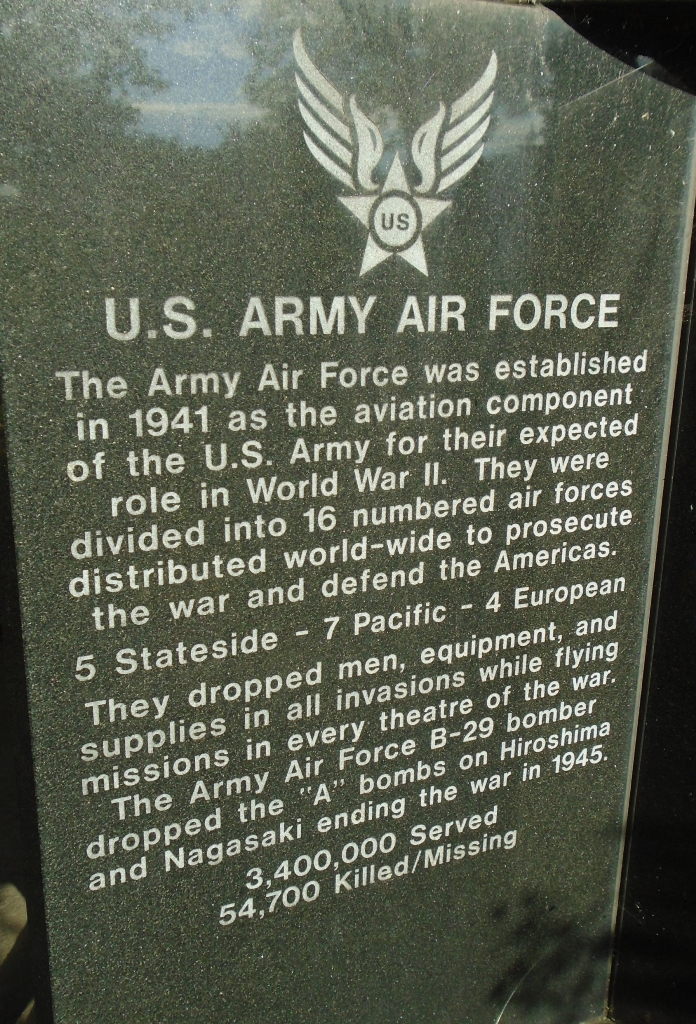 US
U.S. ARMY AIR FORCE
The Army Air Force was established
in 1941 as the aviation component
of the U.S. Army for their expected
role in World War II. They were
divided into 16 numbered air forces
distributed world-wide to prosecute
the war and defend the Americas.
5 Stateside - 7 Pacific - 4 European
They dropped men, equipment, and
supplies in all invasions while flying
missions in every theatre of the war.
The Army Air Force B-29 bomber
dropped the "A" bombs on Hiroshima
and Nagasaki ending the war in 1945.
3,400,000 Served
54,700 Killed/Missing